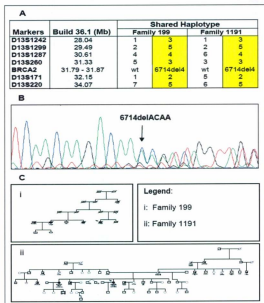 A
Markers Build 36.1 (Mb) Shared Haplotype
Family 199 Family 1191
D13S1242 28.04 1 3 1 3
D13S1299 29.49 2 5 2 5
D13S1287 30.61 4 4 6 4
D13S260 31.33 5 3 3 3
BRCA2 31.79 - 31.87 wt 6714del4 wt 6714del4
D13S171 32.15 1 2 5 2
D13S220 34.07 7 5 6 5
B
6714delACAA
C
i
Legend:
i: Family 199
ii: Family 1191
ii